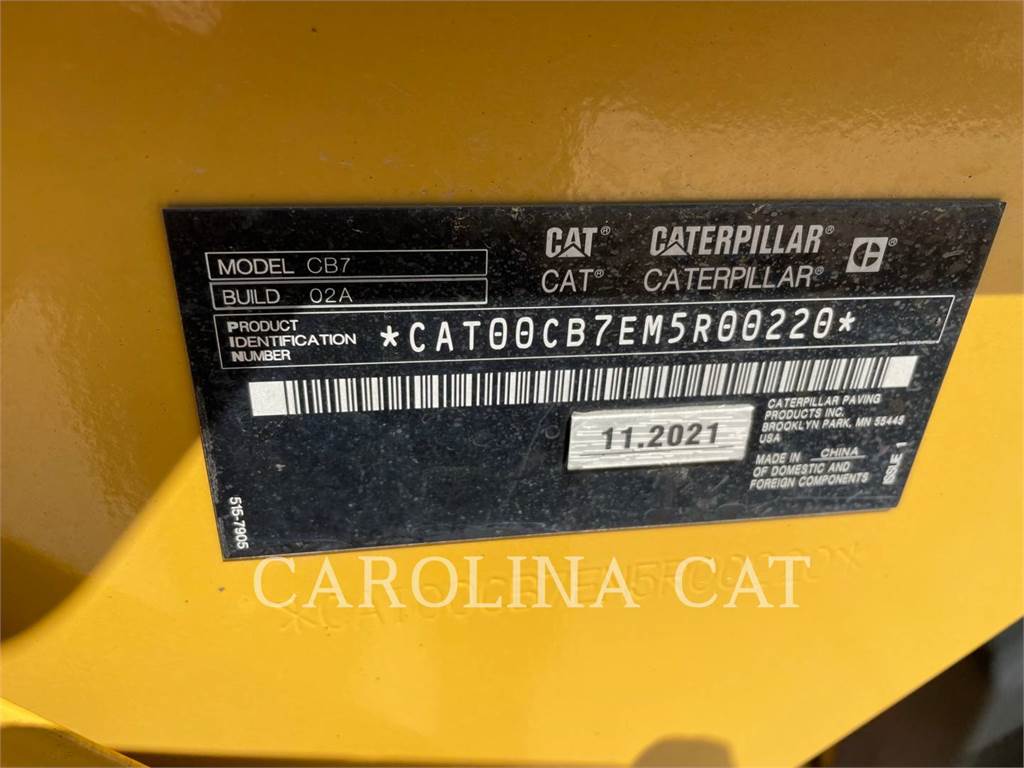 CAT® CATERPILLAR® C®
CAT® CATERPILLAR®
MODEL CB7
BUILD 02A
PRODUCT
IDENTIFICATION
NUMBER
*CAT00CB7EM5R00220*
11.2021
CATERPILLAR PAVING
PRODUCTS INC.
BROOKLYN PARK, MN 55445
USA
MADE IN CHINA
OF DOMESTIC AND
FOREIGN COMPONENTS
ISSUE 1
515-7905
CAROLINA CAT
*CAT00CB7EM5R00220*